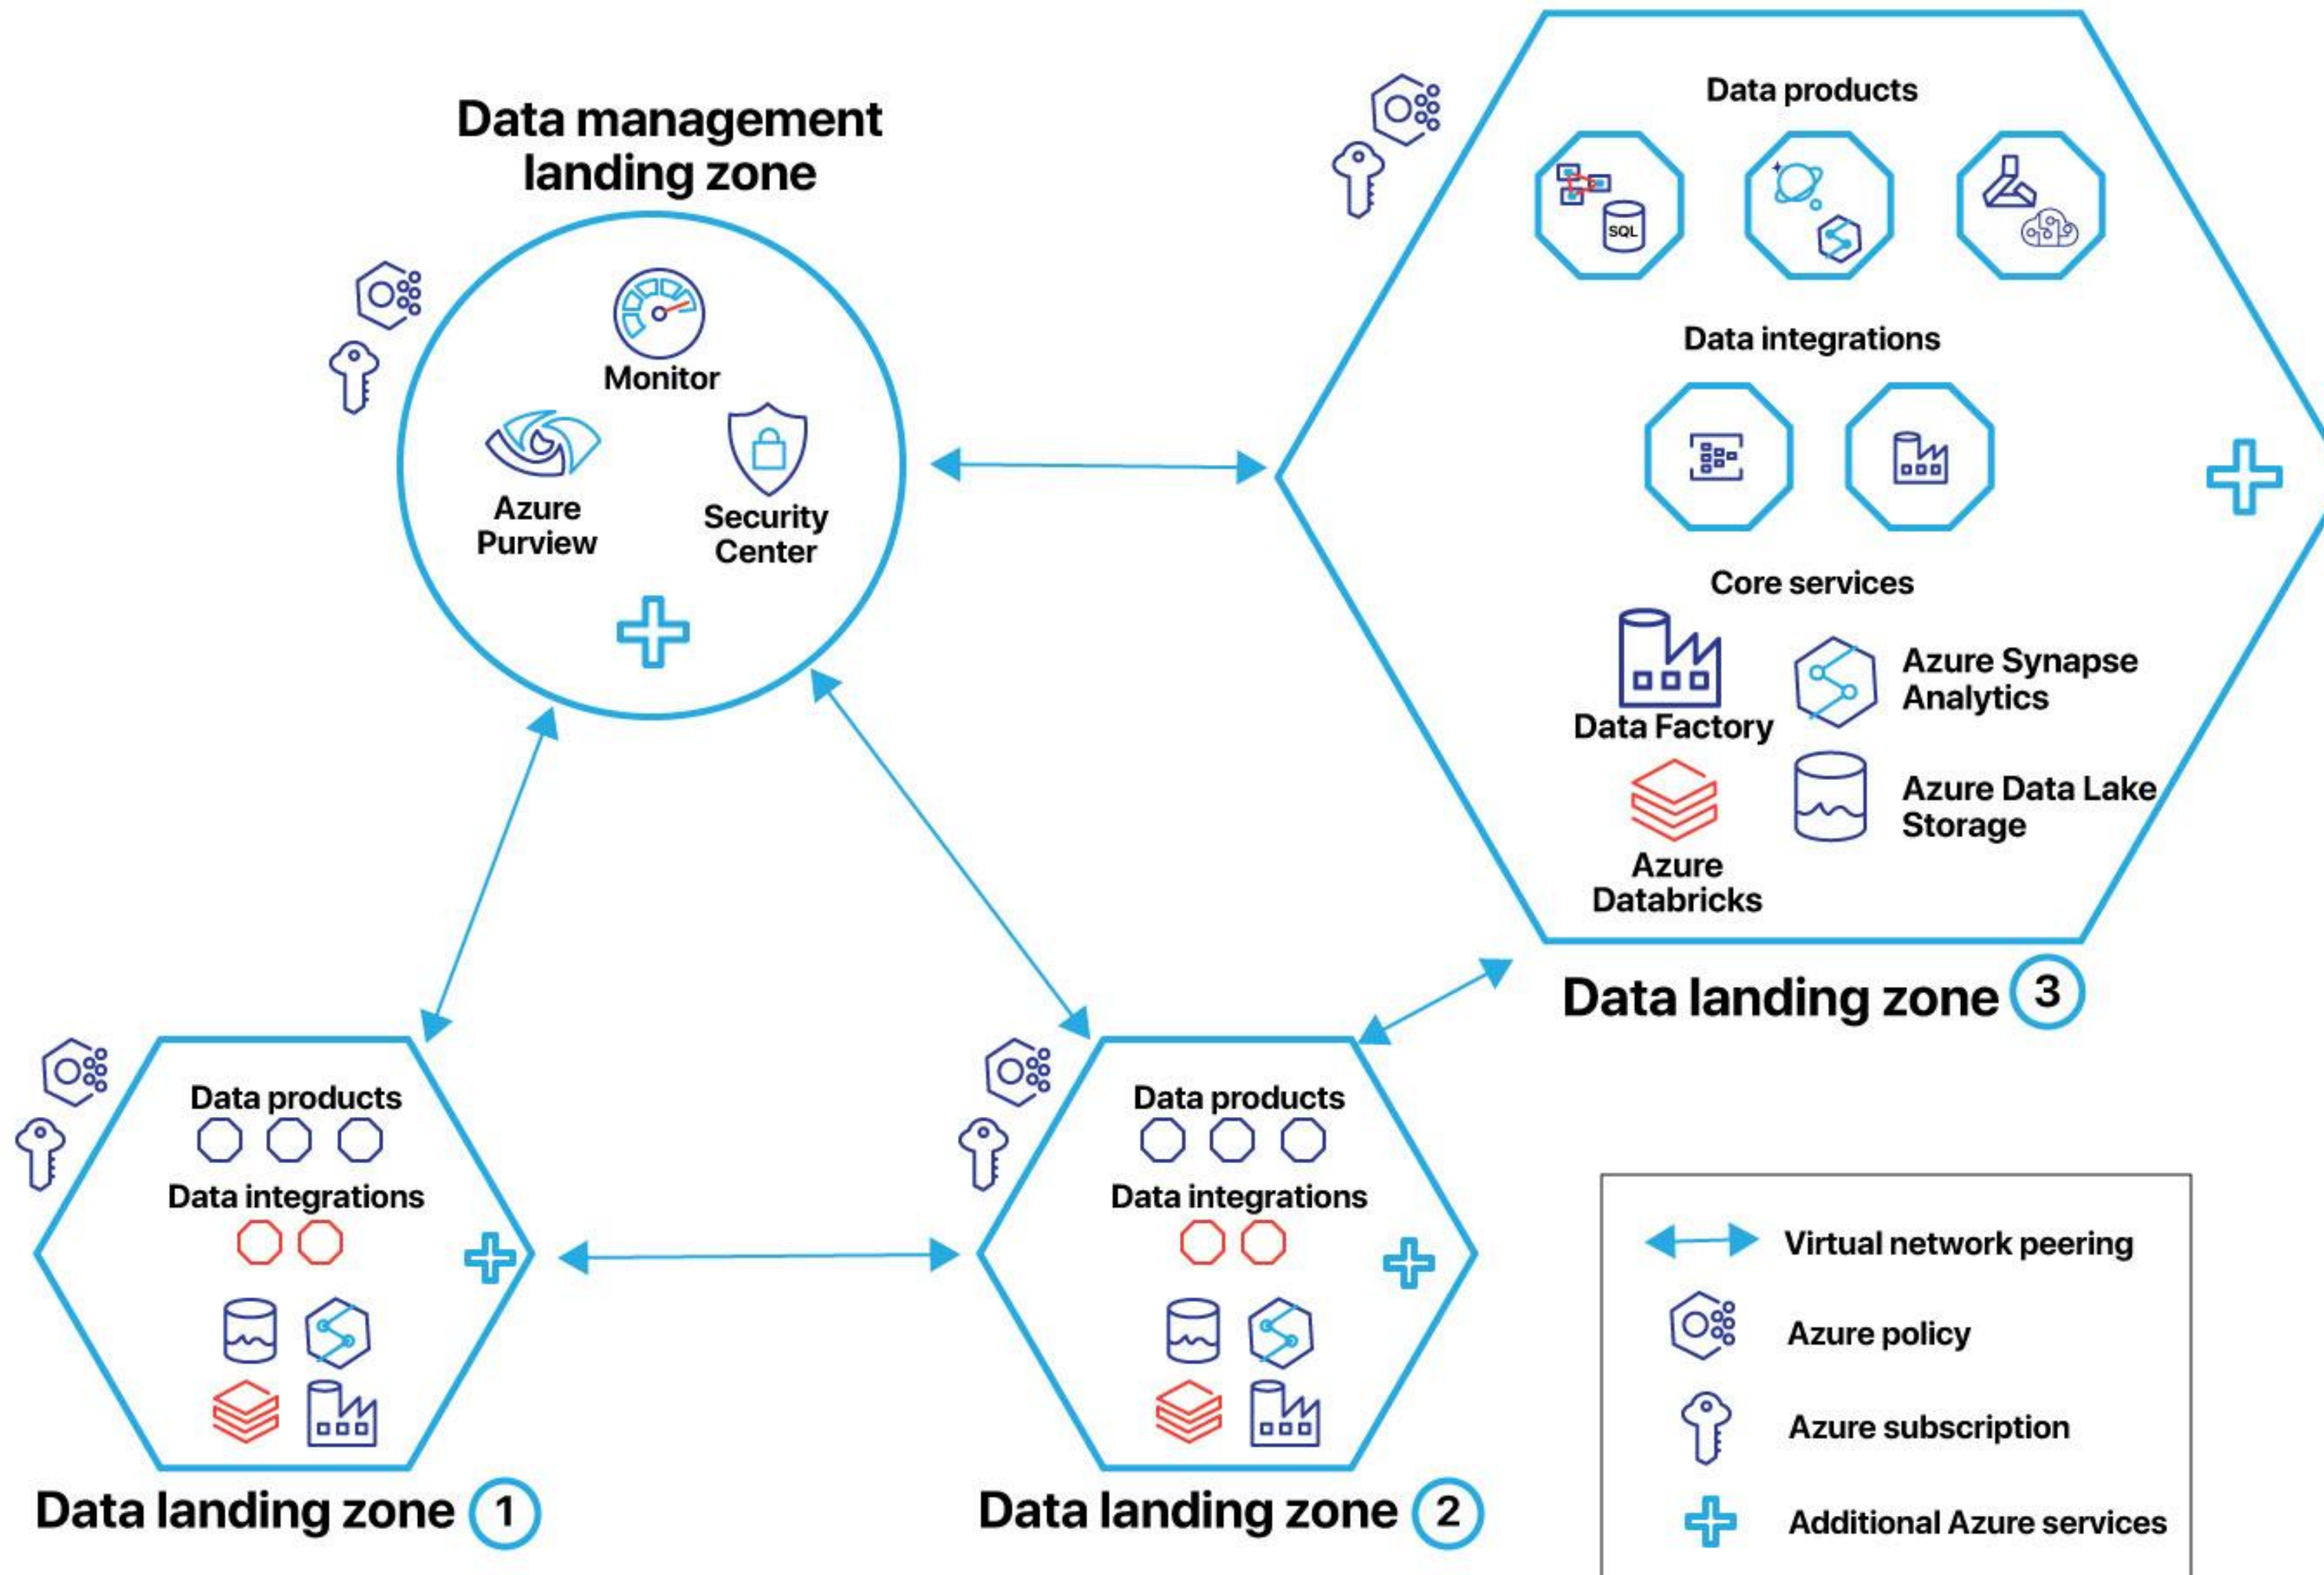 Data management
landing zone
Monitor
Azure
Purview
Security
Center
Data products
SQL
Data integrations
Core services
Data Factory
Azure Synapse
Analytics
Azure
Databricks
Azure Data Lake
Storage
Data landing zone 3
Data products
Data integrations
Data landing zone 1
Data products
Data integrations
Data landing zone 2
Virtual network peering
Azure policy
Azure subscription
Additional Azure services